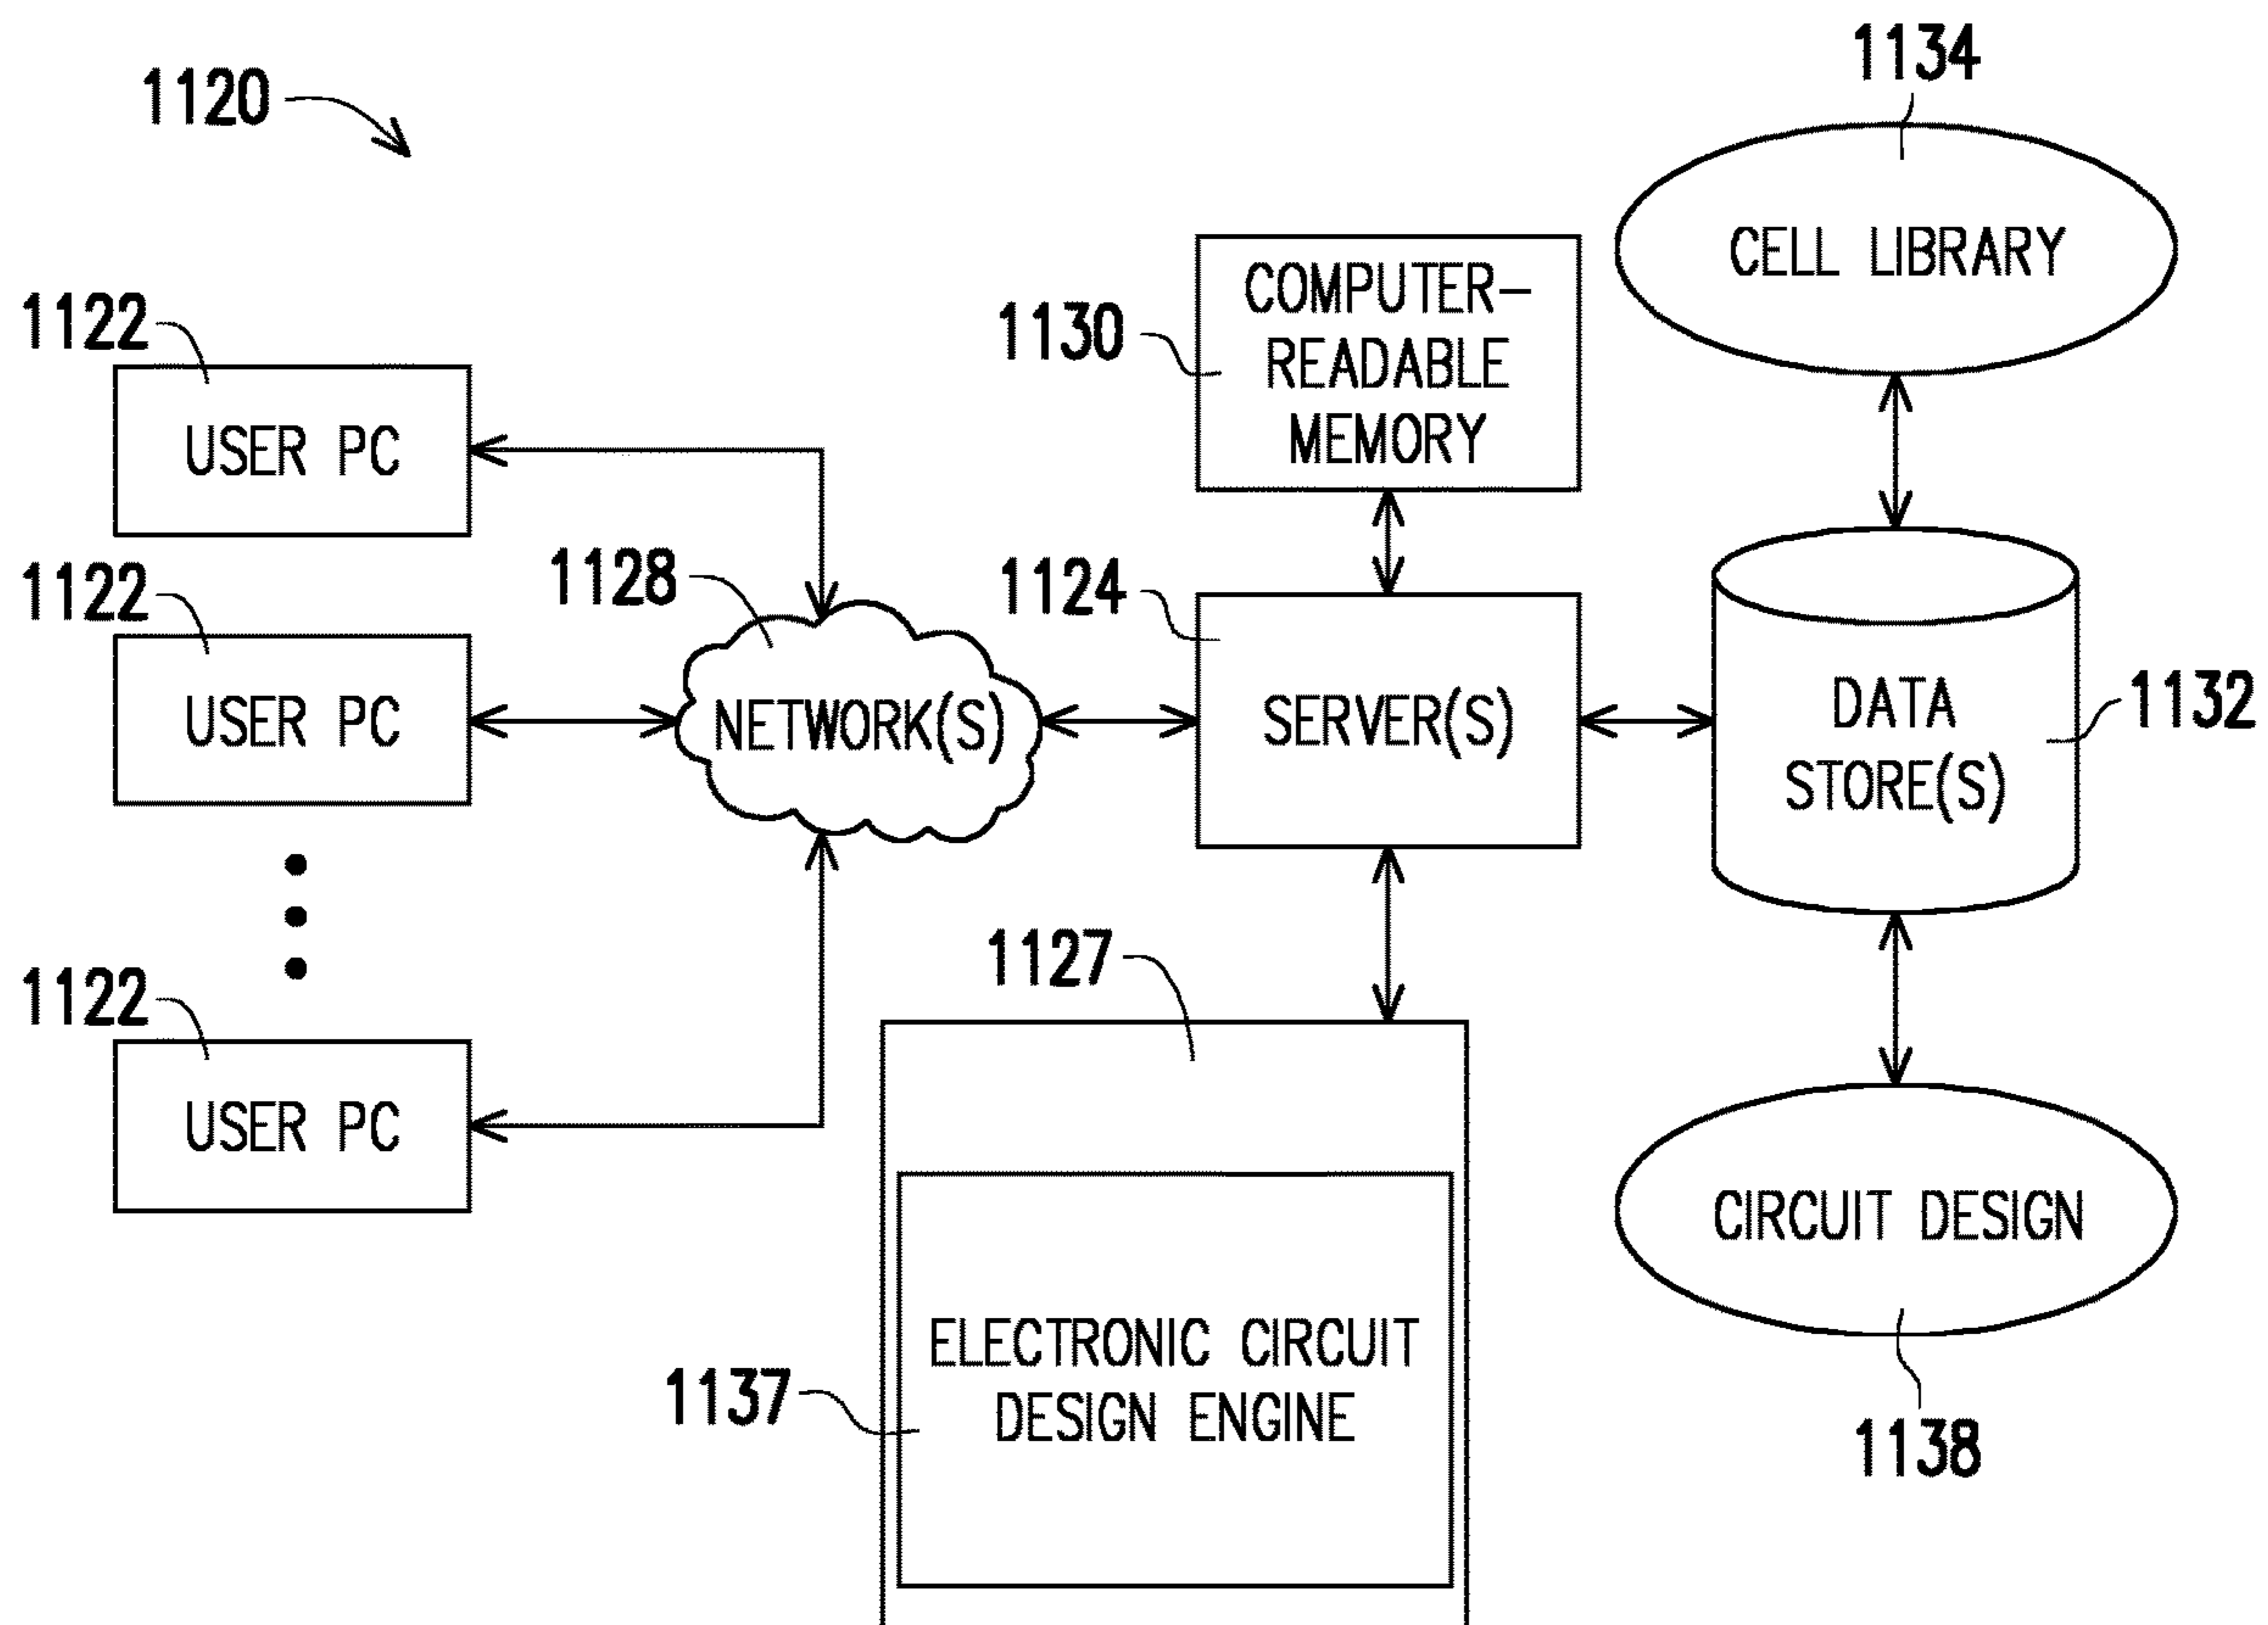 1120
1134
CELL LIBRARY
1130
COMPUTER-
READABLE
MEMORY
1122
USER PC
1122
USER PC
1128
NETWORK(S)
1124
SERVER(S)
DATA
STORE(S)
1132
1122
USER PC
1127
1137
ELECTRONIC CIRCUIT
DESIGN ENGINE
CIRCUIT DESIGN
1138